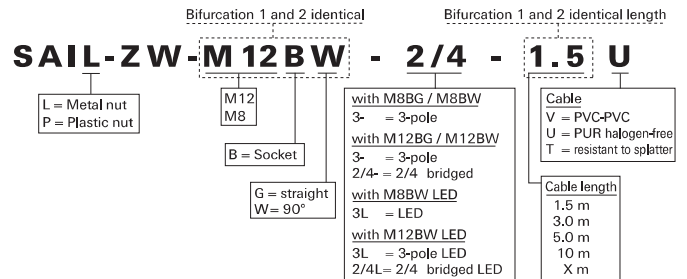 Bifurcation 1 and 2 identical
Bifurcation 1 and 2 identical length
SAIL-ZW-M12BW - 2/4 - 1.5 U
L = Metal nut
P = Plastic nut
M12
M8
B = Socket
G = straight
W = 90°
with M8BG / M8BW
3- = 3-pole
with M12BG / M12BW
3- = 3-pole
2/4- = 2/4 bridged
with M8BW LED
3L = LED
with M12BW LED
3L = 3-pole LED
2/4L= 2/4 bridged LED
Cable
V = PVC-PVC
U = PUR halogen-free
T = resistant to splatter
Cable length
1.5 m
3.0 m
5.0 m
10 m
X m